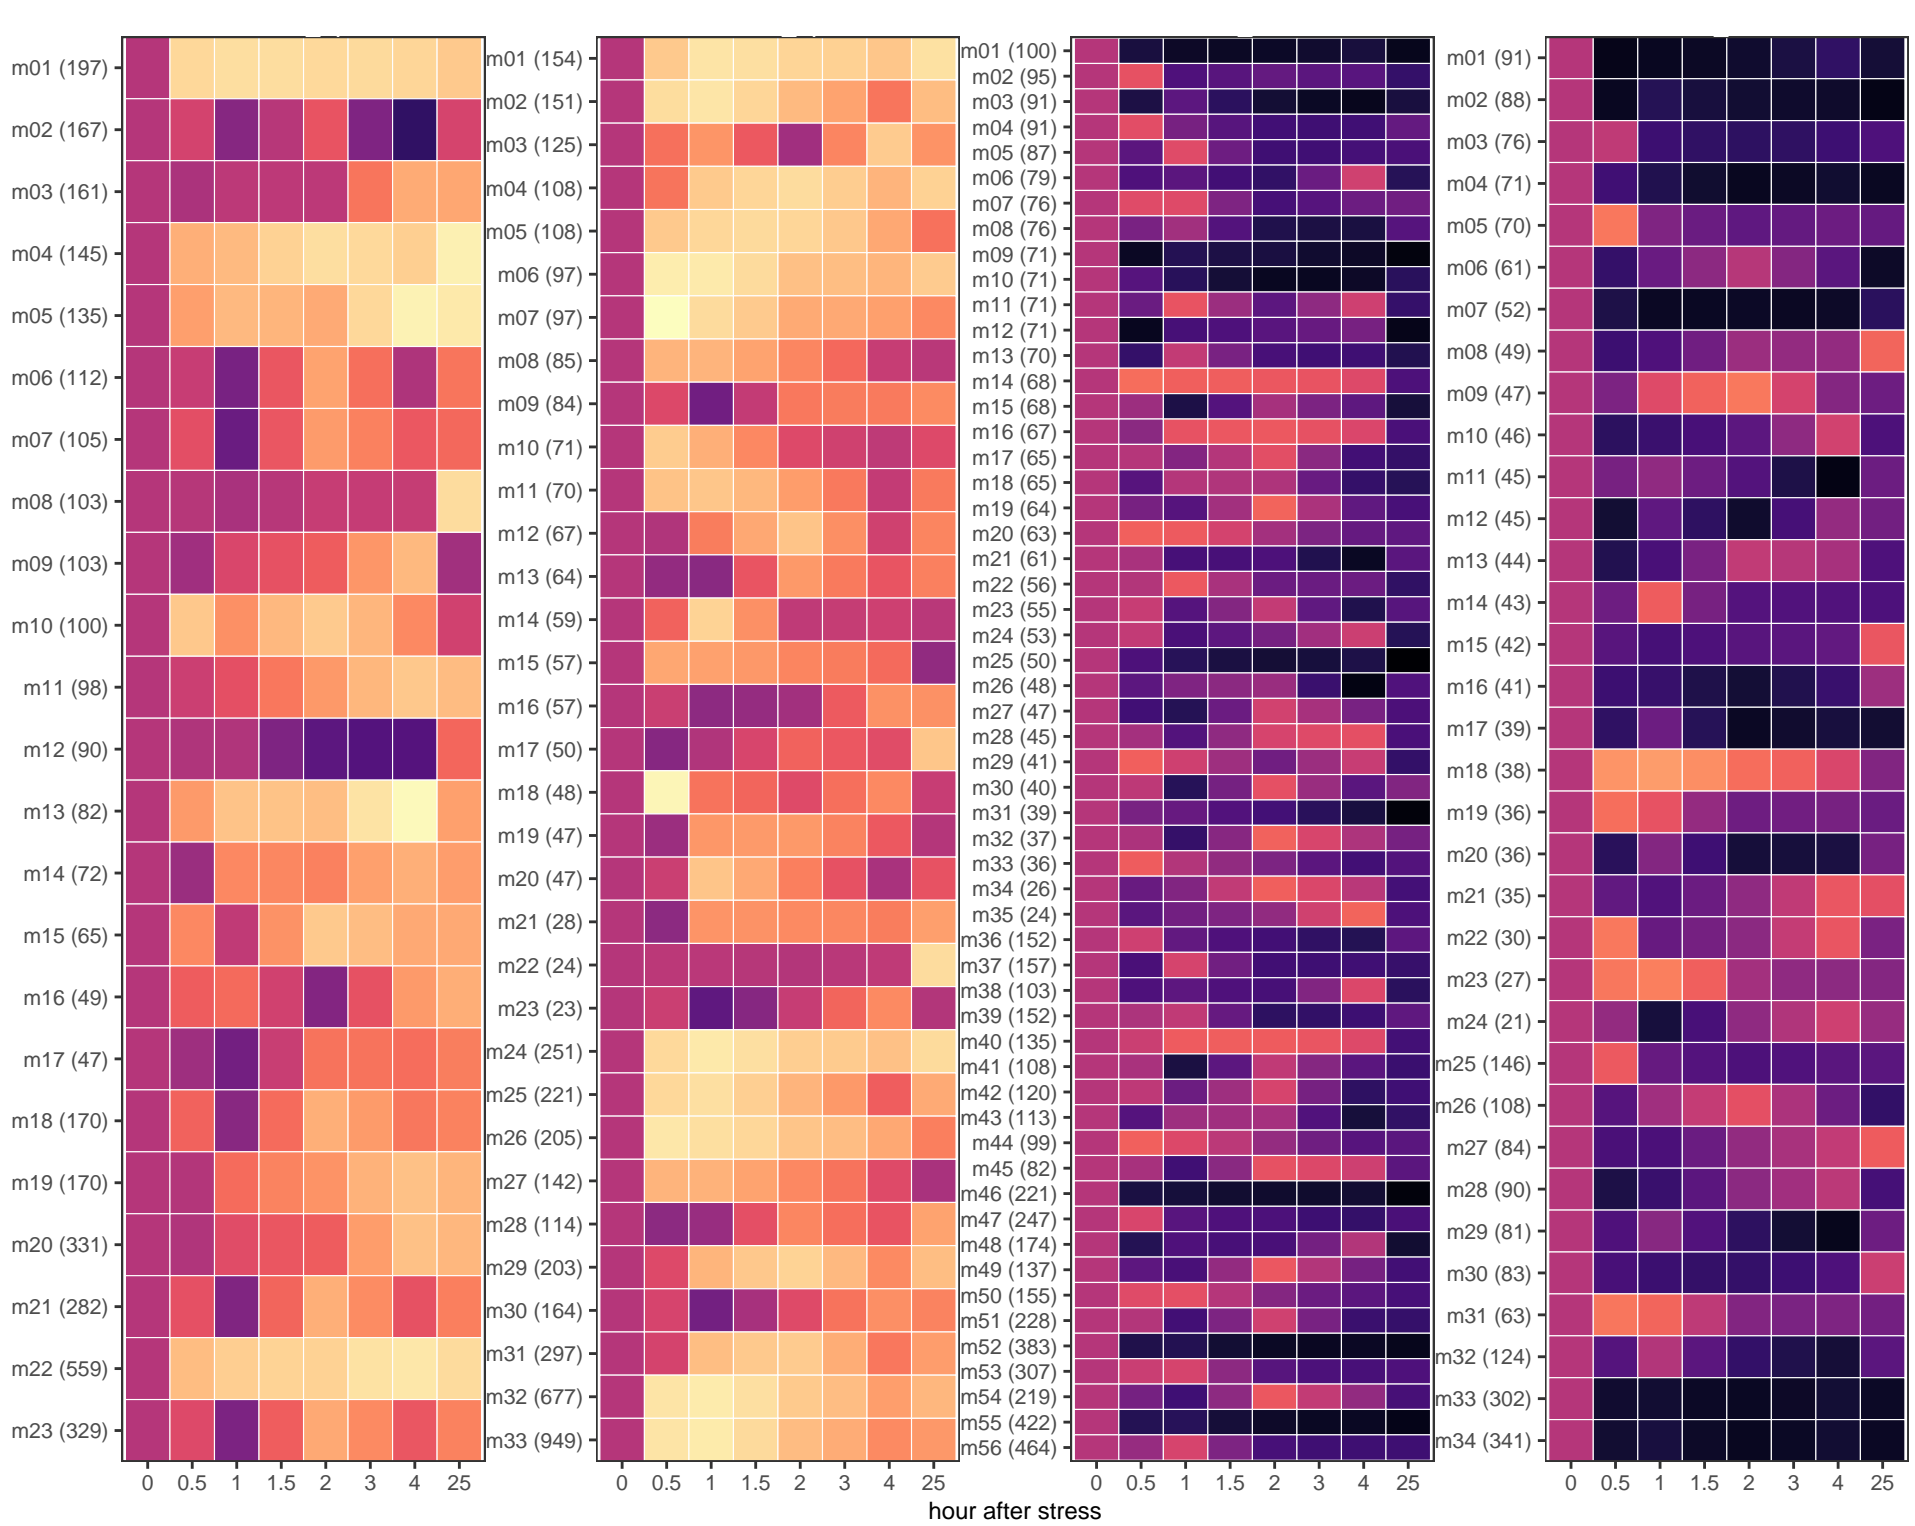 m01 (197)
m02 (167)
m03 (161)
m04 (145)
m05 (135)
m06 (112)
m07 (105)
m08 (103)
m09 (103)
m10 (100)
m11 (98)
m12 (90)
m13 (82)
m14 (72)
m15 (65)
m16 (49)
m17 (47)
m18 (170)
m19 (170)
m20 (331)
m21 (282)
m22 (559)
m23 (329)
0 0.5 1 1.5 2 3 4 25
m01 (154)
m02 (151)
m03 (125)
m04 (108)
m05 (108)
m06 (97)
m07 (97)
m08 (85)
m09 (84)
m10 (71)
m11 (70)
m12 (67)
m13 (64)
m14 (59)
m15 (57)
m16 (57)
m17 (50)
m18 (48)
m19 (47)
m20 (47)
m21 (28)
m22 (24)
m23 (23)
m24 (251)
m25 (221)
m26 (205)
m27 (142)
m28 (114)
m29 (203)
m30 (164)
m31 (297)
m32 (677)
m33 (949)
0 0.5 1 1.5 2 3 4 25
m01 (100)
m02 (95)
m03 (91)
m04 (91)
m05 (87)
m06 (79)
m07 (76)
m08 (76)
m09 (71)
m10 (71)
m11 (71)
m12 (71)
m13 (70)
m14 (68)
m15 (68)
m16 (67)
m17 (65)
m18 (65)
m19 (64)
m20 (63)
m21 (61)
m22 (56)
m23 (55)
m24 (53)
m25 (50)
m26 (48)
m27 (47)
m28 (45)
m29 (41)
m30 (40)
m31 (39)
m32 (37)
m33 (36)
m34 (26)
m35 (24)
m36 (152)
m37 (157)
m38 (103)
m39 (152)
m40 (135)
m41 (108)
m42 (120)
m43 (113)
m44 (99)
m45 (82)
m46 (221)
m47 (247)
m48 (174)
m49 (137)
m50 (155)
m51 (228)
m52 (383)
m53 (307)
m54 (219)
m55 (422)
m56 (464)
0 0.5 1 1.5 2 3 4 25
m01 (91)
m02 (88)
m03 (76)
m04 (71)
m05 (70)
m06 (61)
m07 (52)
m08 (49)
m09 (47)
m10 (46)
m11 (45)
m12 (45)
m13 (44)
m14 (43)
m15 (42)
m16 (41)
m17 (39)
m18 (38)
m19 (36)
m20 (36)
m21 (35)
m22 (30)
m23 (27)
m24 (21)
m25 (146)
m26 (108)
m27 (84)
m28 (90)
m29 (81)
m30 (83)
m31 (63)
m32 (124)
m33 (302)
m34 (341)
0 0.5 1 1.5 2 3 4 25
hour after stress